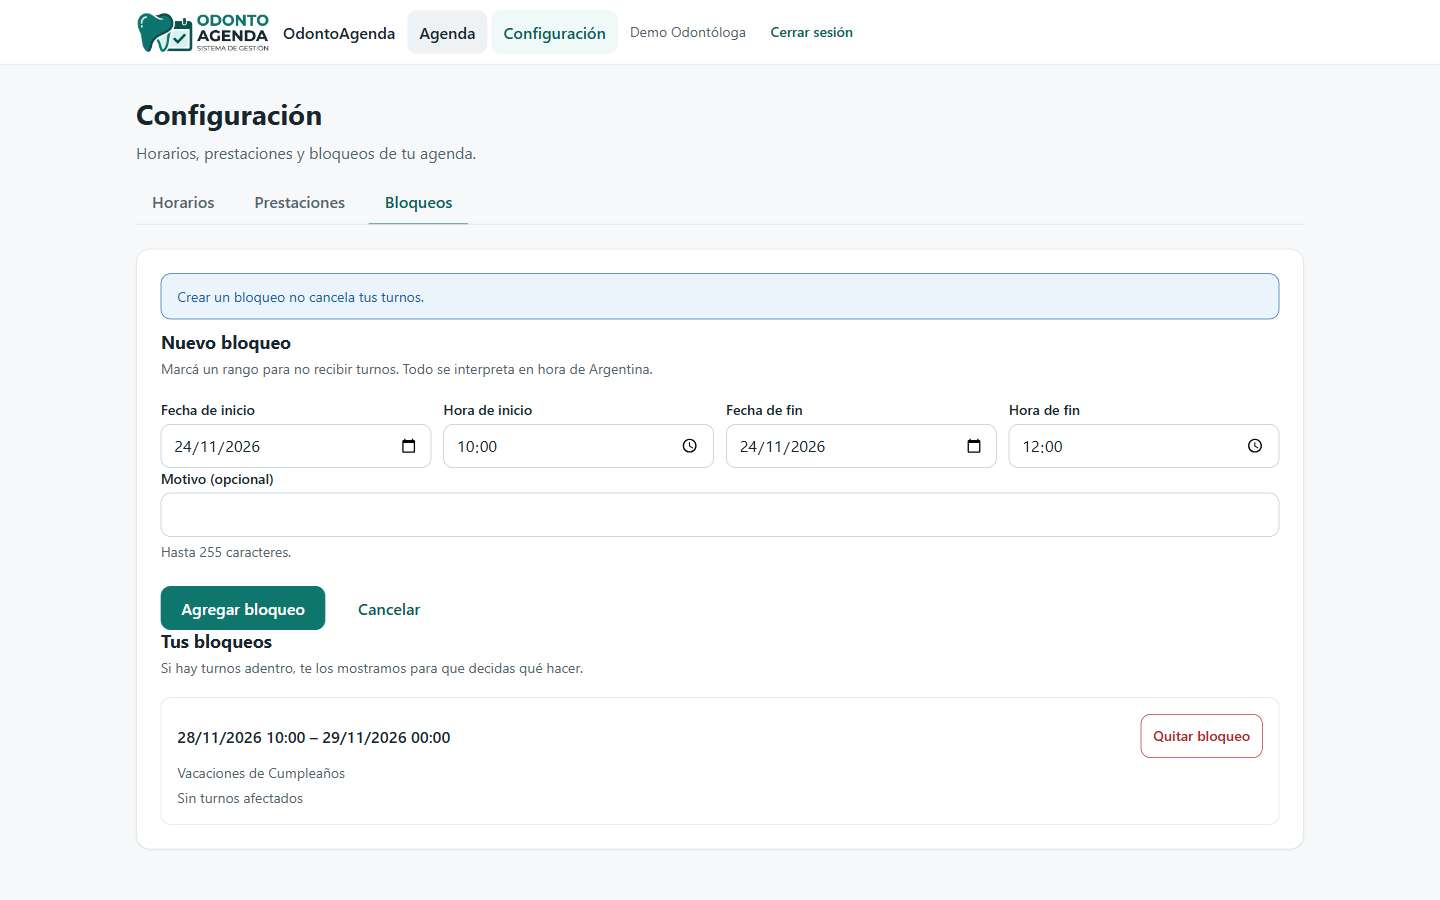 ODONTO
AGENDA
SISTEMA DE GESTIÓN
OdontoAgenda Agenda Configuración Demo Odontóloga Cerrar sesión
Configuración
Horarios, prestaciones y bloqueos de tu agenda.
Horarios Prestaciones Bloqueos
Crear un bloqueo no cancela tus turnos.
Nuevo bloqueo
Marcá un rango para no recibir turnos. Todo se interpreta en hora de Argentina.
Fecha de inicio Hora de inicio Fecha de fin Hora de fin
24/11/2026 10:00 24/11/2026 12:00
Motivo (opcional)
Hasta 255 caracteres.
Agregar bloqueo Cancelar
Tus bloqueos
Si hay turnos adentro, te los mostramos para que decidas qué hacer.
28/11/2026 10:00 – 29/11/2026 00:00 Quitar bloqueo
Vacaciones de Cumpleaños
Sin turnos afectados